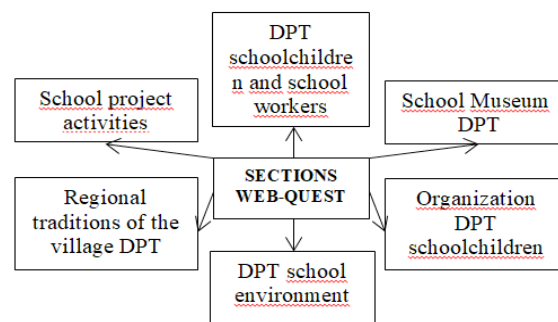 DPT
schoolchildre
n and school
workers
School project
activities
School Museum
DPT
SECTIONS
WEB-QUEST
Regional
traditions of the
village DPT
Organization
DPT
schoolchildren
DPT school
environment